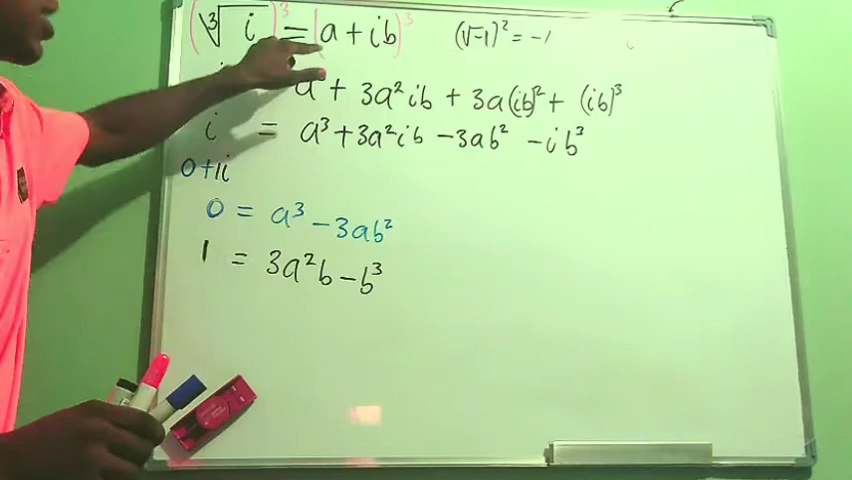 (∛i)³ = (a + ib)³ (√-1)² = -1 i
a + 3a²ib + 3a(ib)² + (ib)³
i = a³ + 3a²ib - 3ab² - ib³
0+1i
0 = a³ - 3ab²
1 = 3a²b - b³